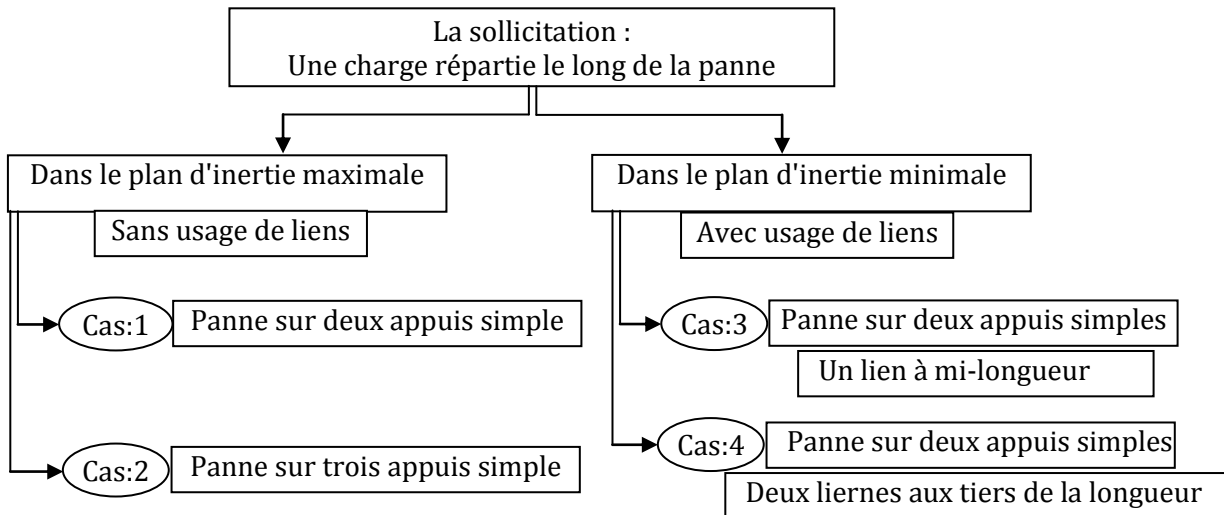 La sollicitation :
Une charge répartie le long de la panne
Dans le plan d'inertie maximale
Sans usage de liens
Cas:1
Panne sur deux appuis simple
Cas:2
Panne sur trois appuis simple
Dans le plan d'inertie minimale
Avec usage de liens
Cas:3
Panne sur deux appuis simples
Un lien à mi-longueur
Cas:4
Panne sur deux appuis simples
Deux liernes aux tiers de la longueur